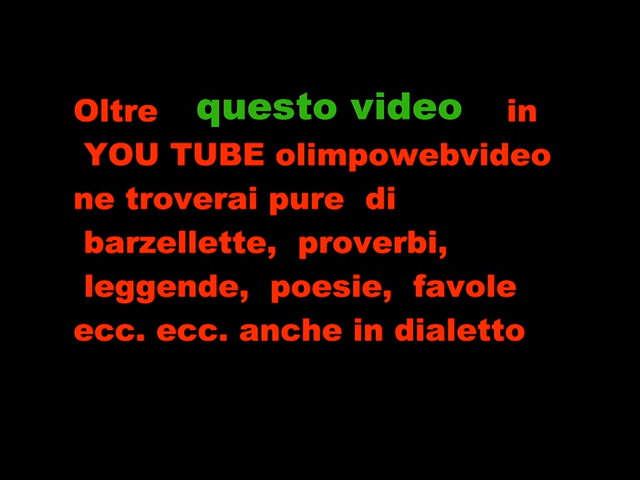 Oltre questo video in
YOU TUBE olimpowebvideo
ne troverai pure di
barzellette, proverbi,
leggende, poesie, favole
ecc. ecc. anche in dialetto